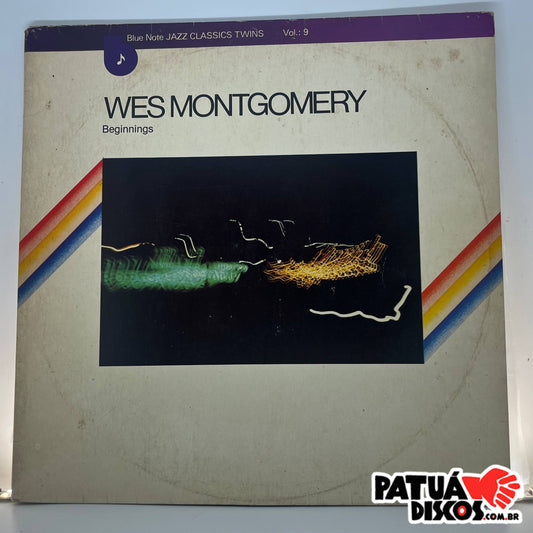 Blue Note JAZZ CLASSICS TWINS Vol.: 9
WES MONTGOMERY
Beginnings
PATUÁ
DISCOS.COM.BR